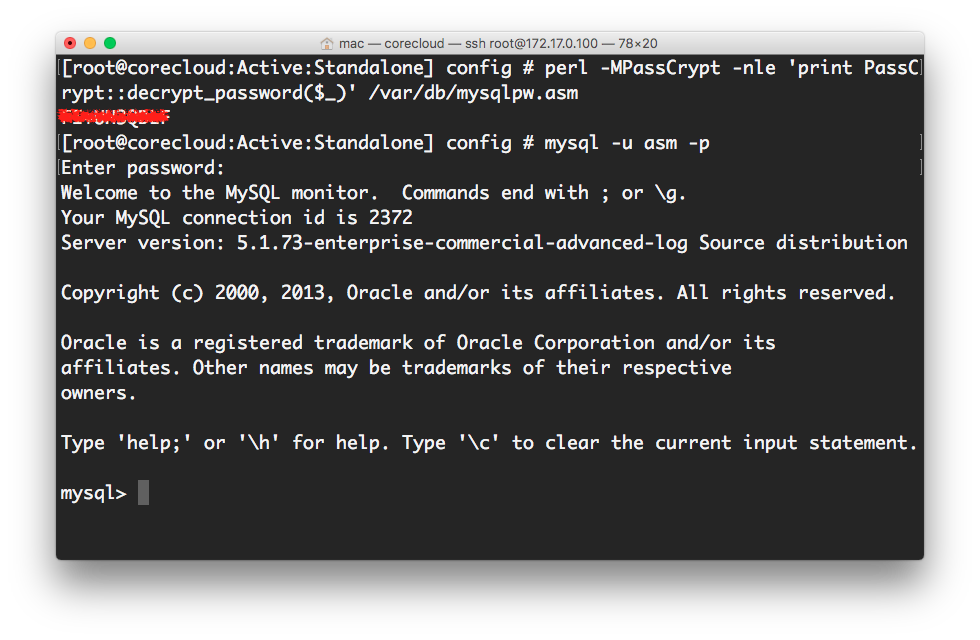 mac — corecloud — ssh root@172.17.0.100 — 78×20
[root@corecloud:Active:Standalone] config # perl -MPassCrypt -nle 'print PassC
rypt::decrypt_password($_)' /var/db/mysqlpw.asm
[root@corecloud:Active:Standalone] config # mysql -u asm -p
Enter password:
Welcome to the MySQL monitor.  Commands end with ; or \g.
Your MySQL connection id is 2372
Server version: 5.1.73-enterprise-commercial-advanced-log Source distribution
Copyright (c) 2000, 2013, Oracle and/or its affiliates. All rights reserved.
Oracle is a registered trademark of Oracle Corporation and/or its
affiliates. Other names may be trademarks of their respective
owners.
Type 'help;' or '\h' for help. Type '\c' to clear the current input statement.
mysql>